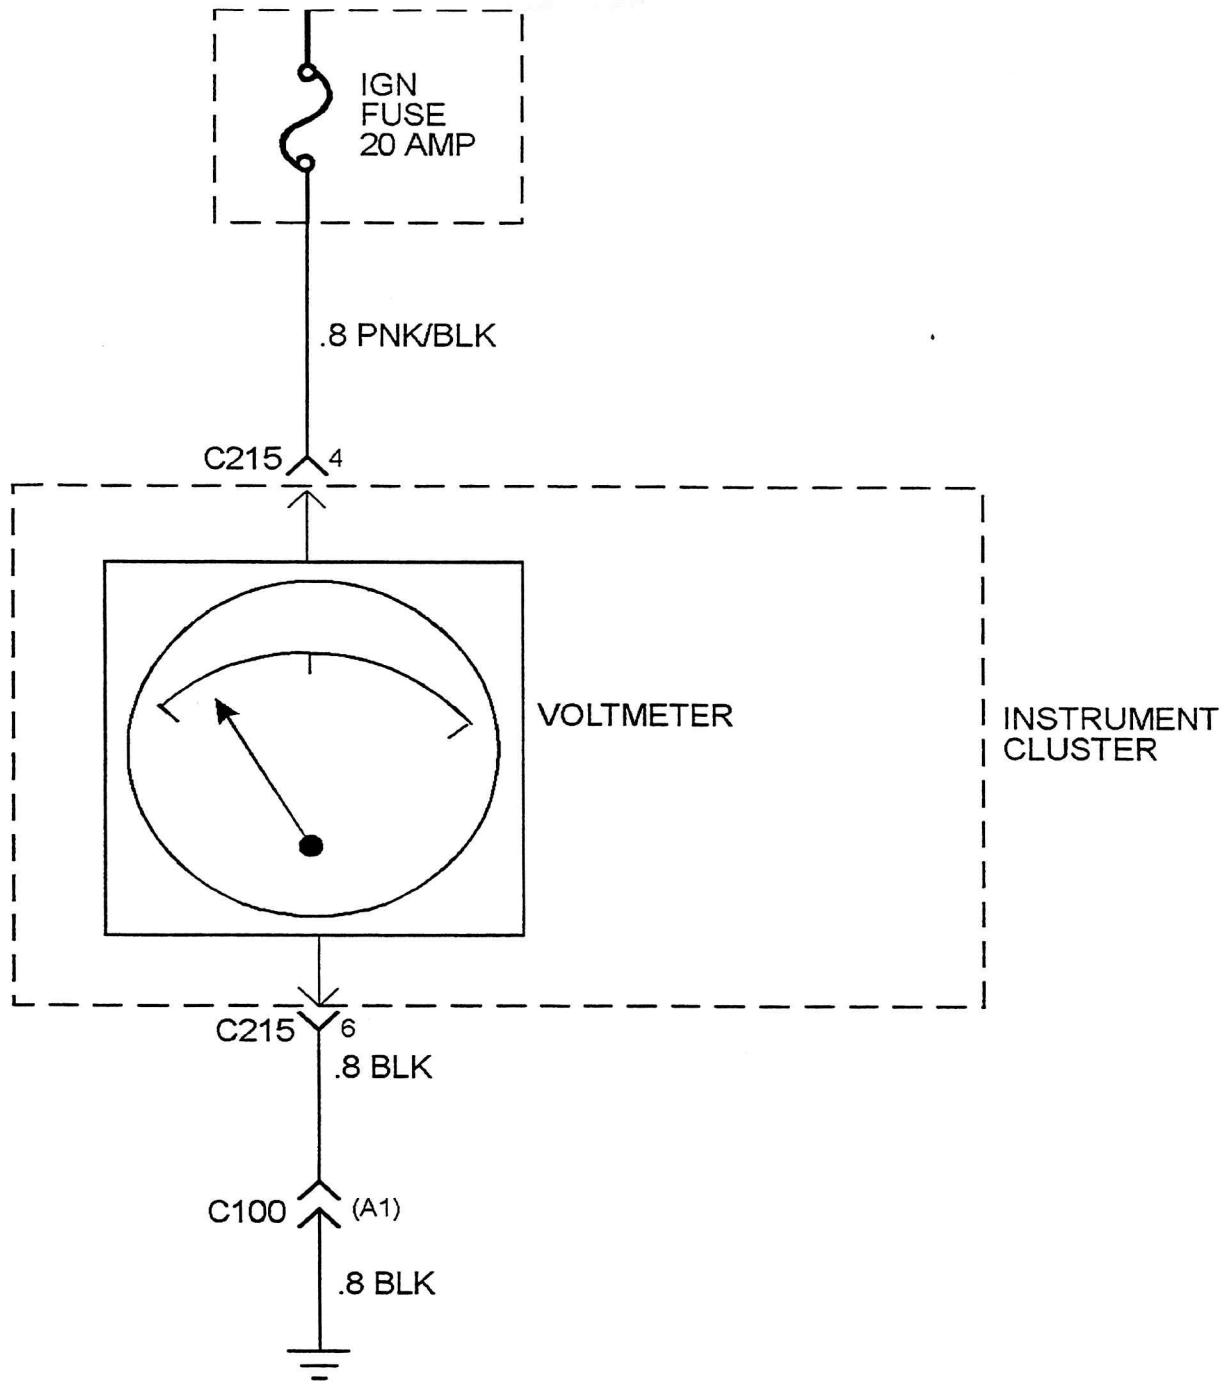 IGN
FUSE
20 AMP
.8 PNK/BLK
C215 4
VOLTMETER
INSTRUMENT
CLUSTER
C215 6
.8 BLK
C100 (A1)
.8 BLK